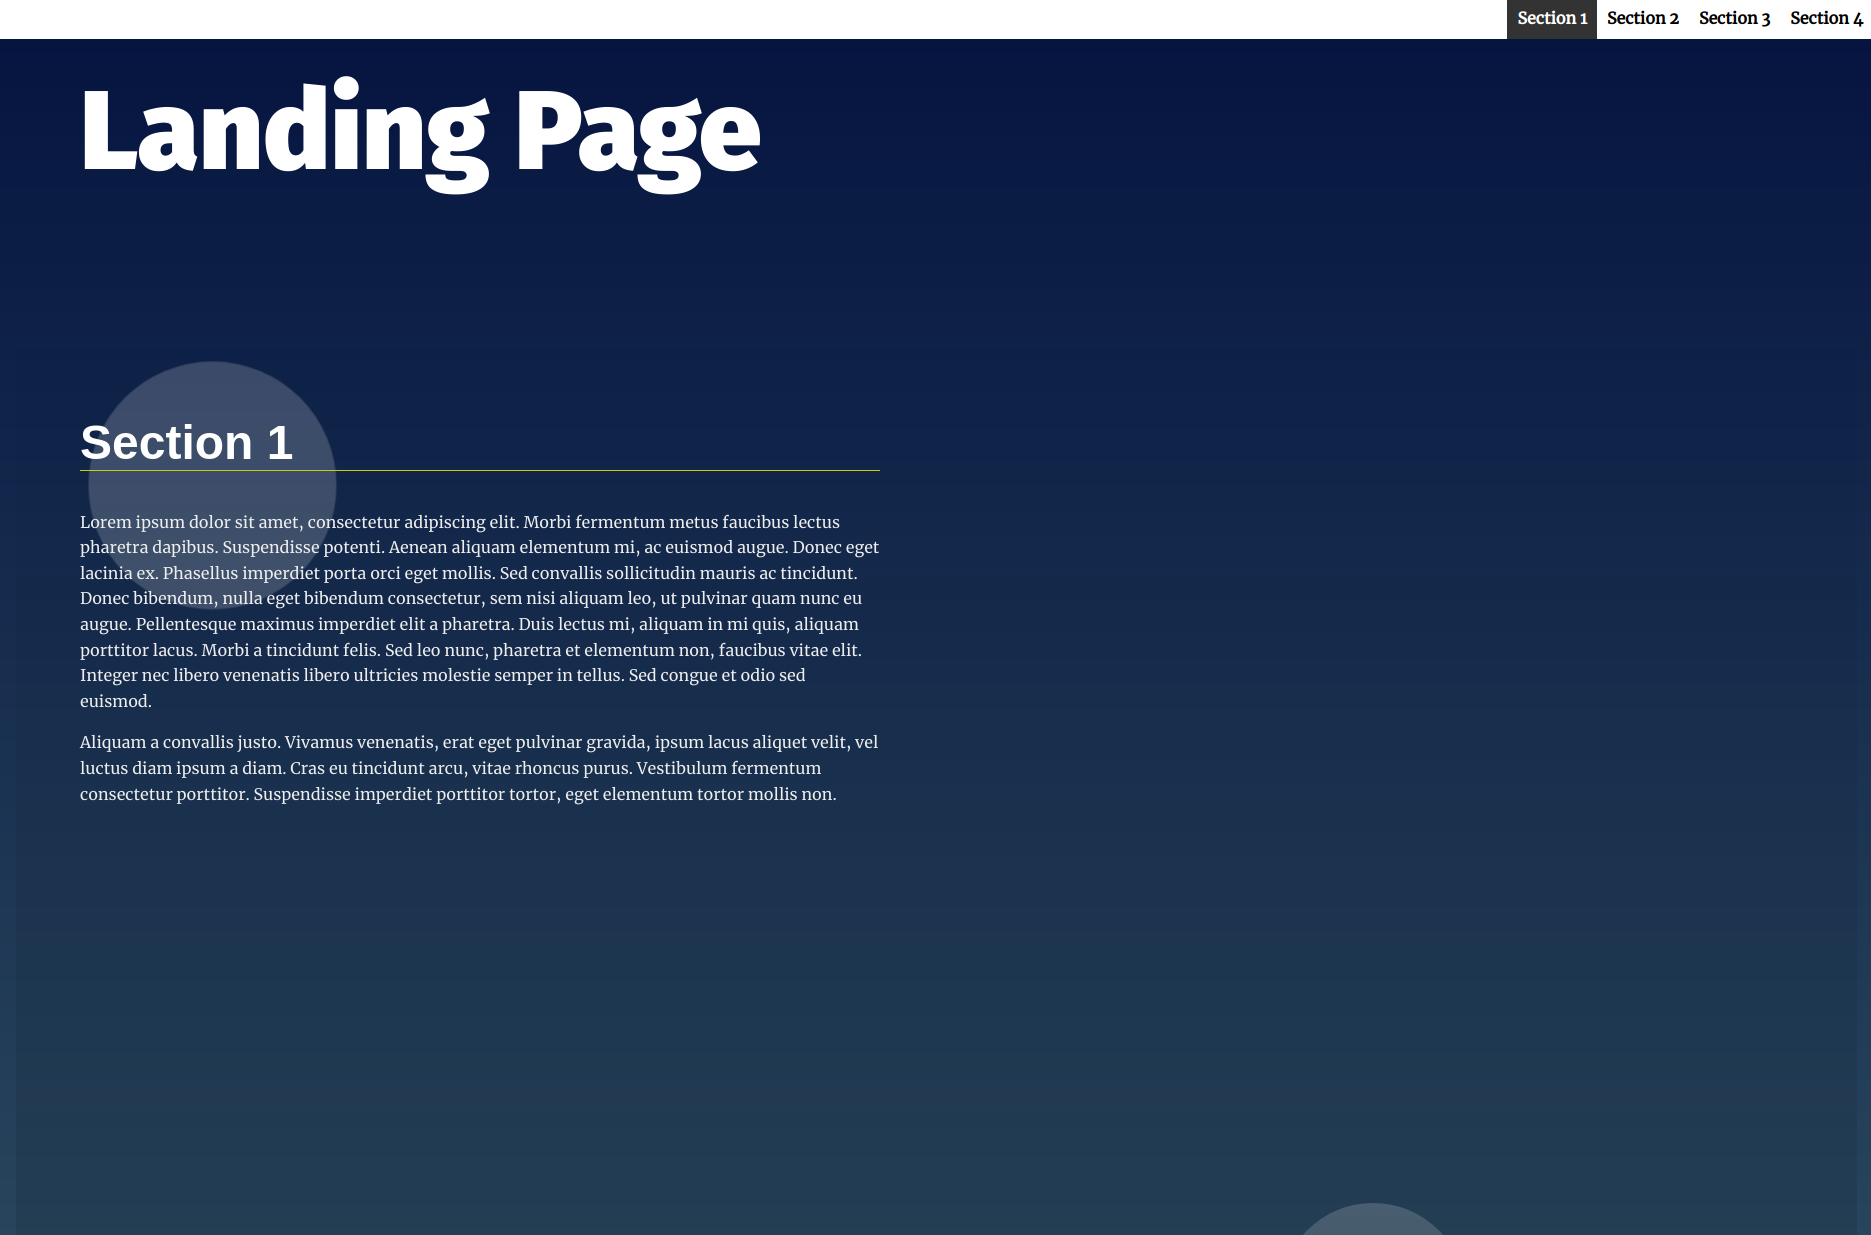 Section 1 Section 2 Section 3 Section 4
Landing Page
Section 1
Lorem ipsum dolor sit amet, consectetur adipiscing elit. Morbi fermentum metus faucibus lectus
pharetra dapibus. Suspendisse potenti. Aenean aliquam elementum mi, ac euismod augue. Donec eget
lacinia ex. Phasellus imperdiet porta orci eget mollis. Sed convallis sollicitudin mauris ac tincidunt.
Donec bibendum, nulla eget bibendum consectetur, sem nisi aliquam leo, ut pulvinar quam nunc eu
augue. Pellentesque maximus imperdiet elit a pharetra. Duis lectus mi, aliquam in mi quis, aliquam
porttitor lacus. Morbi a tincidunt felis. Sed leo nunc, pharetra et elementum non, faucibus vitae elit.
Integer nec libero venenatis libero ultricies molestie semper in tellus. Sed congue et odio sed
euismod.
Aliquam a convallis justo. Vivamus venenatis, erat eget pulvinar gravida, ipsum lacus aliquet velit, vel
luctus diam ipsum a diam. Cras eu tincidunt arcu, vitae rhoncus purus. Vestibulum fermentum
consectetur porttitor. Suspendisse imperdiet porttitor tortor, eget elementum tortor mollis non.